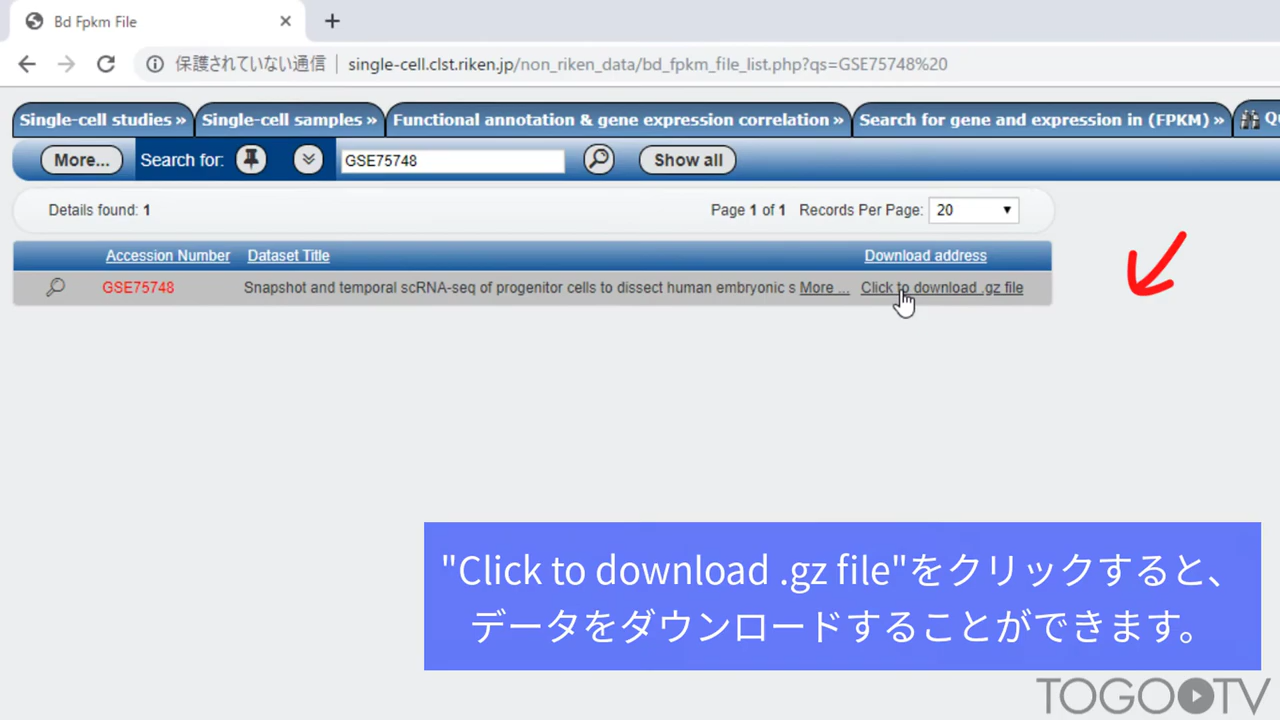 Bd Fpkm File
保護されていない通信 single-cell.clst.riken.jp/non_riken_data/bd_fpkm_file_list.php?qs=GSE75748%20
Single-cell studies » Single-cell samples » Functional annotation & gene expression correlation » Search for gene and expression in (FPKM) »
More... Search for: GSE75748 Show all
Details found: 1 Page 1 of 1 Records Per Page: 20
Accession Number Dataset Title Download address
GSE75748 Snapshot and temporal scRNA-seq of progenitor cells to dissect human embryonic s More ... Click to download .gz file
"Click to download .gz file"をクリックすると、
データをダウンロードすることができます。
TOGOTV